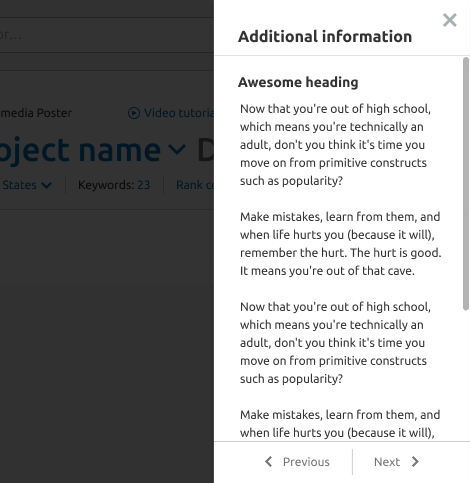 or...
Additional information
Awesome heading
media Poster
Video tutoria
oject name
D
States
Keywords: 23
Rank c
Now that you're out of high school,
which means you're technically an
adult, don't you think it's time you
move on from primitive constructs
such as popularity?
Make mistakes, learn from them, and
when life hurts you (because it will),
remember the hurt. The hurt is good.
It means you're out of that cave.
Now that you're out of high school,
which means you're technically an
adult, don't you think it's time you
move on from primitive constructs
such as popularity?
Make mistakes, learn from them, and
when life hurts you (because it will),
Previous
Next